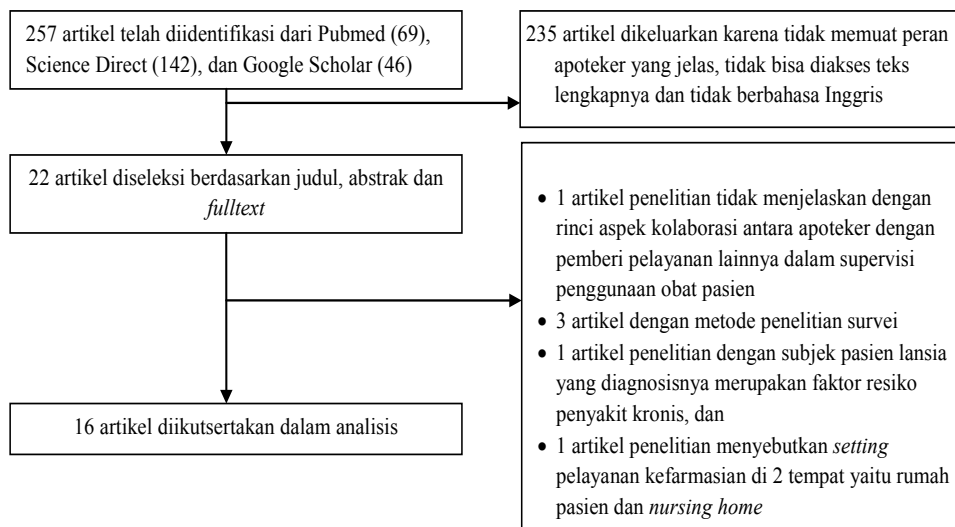 257 artikel telah diidentifikasi dari Pubmed (69),
Science Direct (142), dan Google Scholar (46)
235 artikel dikeluarkan karena tidak memuat peran
apoteker yang jelas, tidak bisa diakses teks
lengkapnya dan tidak berbahasa Inggris
22 artikel diseleksi berdasarkan judul, abstrak dan
fulltext
• 1 artikel penelitian tidak menjelaskan dengan
rinci aspek kolaborasi antara apoteker dengan
pemberi pelayanan lainnya dalam supervisi
penggunaan obat pasien
• 3 artikel dengan metode penelitian survei
• 1 artikel penelitian dengan subjek pasien lansia
yang diagnosisnya merupakan faktor resiko
penyakit kronis, dan
• 1 artikel penelitian menyebutkan setting
pelayanan kefarmasian di 2 tempat yaitu rumah
pasien dan nursing home
16 artikel diikutsertakan dalam analisis